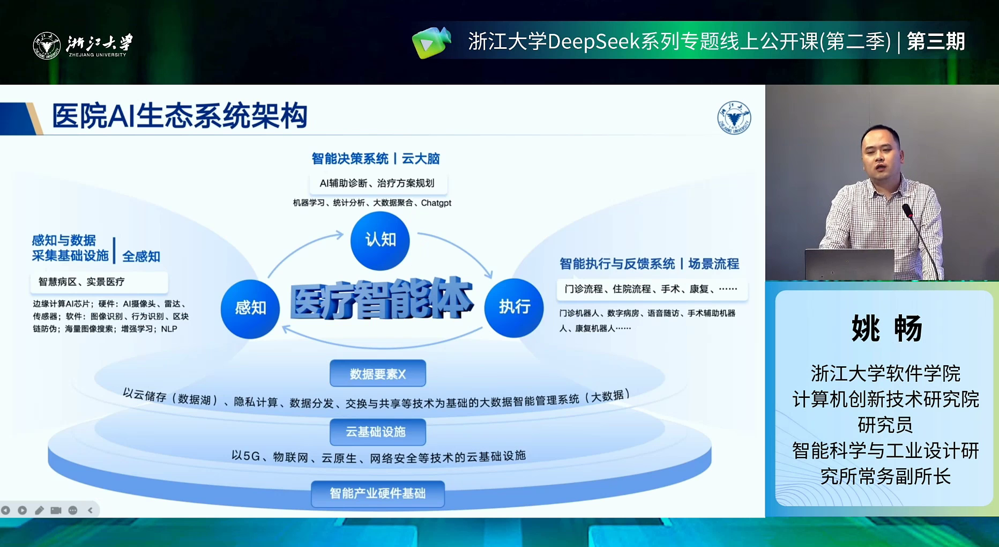 浙江大学
ZHEJIANG UNIVERSITY
浙江大学DeepSeek系列专题线上公开课(第二季) | 第三期
医院AI生态系统架构
浙江大学
ZHEJIANG UNIVERSITY
1897
智能决策系统 | 云大脑
AI辅助诊断、治疗方案规划
机器学习、统计分析、大数据聚合、Chatgpt
认知
感知与数据
采集基础设施 | 全感知
智慧病区、实景医疗
边缘计算AI芯片；硬件：AI摄像头、雷达、
传感器；软件：图像识别、行为识别、区块
链防伪；海量图像搜索；增强学习；NLP
感知
医疗智能体
执行
智能执行与反馈系统 | 场景流程
门诊流程、住院流程、手术、康复、……
门诊机器人、数字病房、语音随访、手术辅助机器
人、康复机器人……
数据要素X
以云储存（数据湖）、隐私计算、数据分发、交换与共享等技术为基础的大数据智能管理系统（大数据）
云基础设施
以5G、物联网、云原生、网络安全等技术的云基础设施
智能产业硬件基础
姚 畅
浙江大学软件学院
计算机创新技术研究院
研究员
智能科学与工业设计研
究所常务副所长